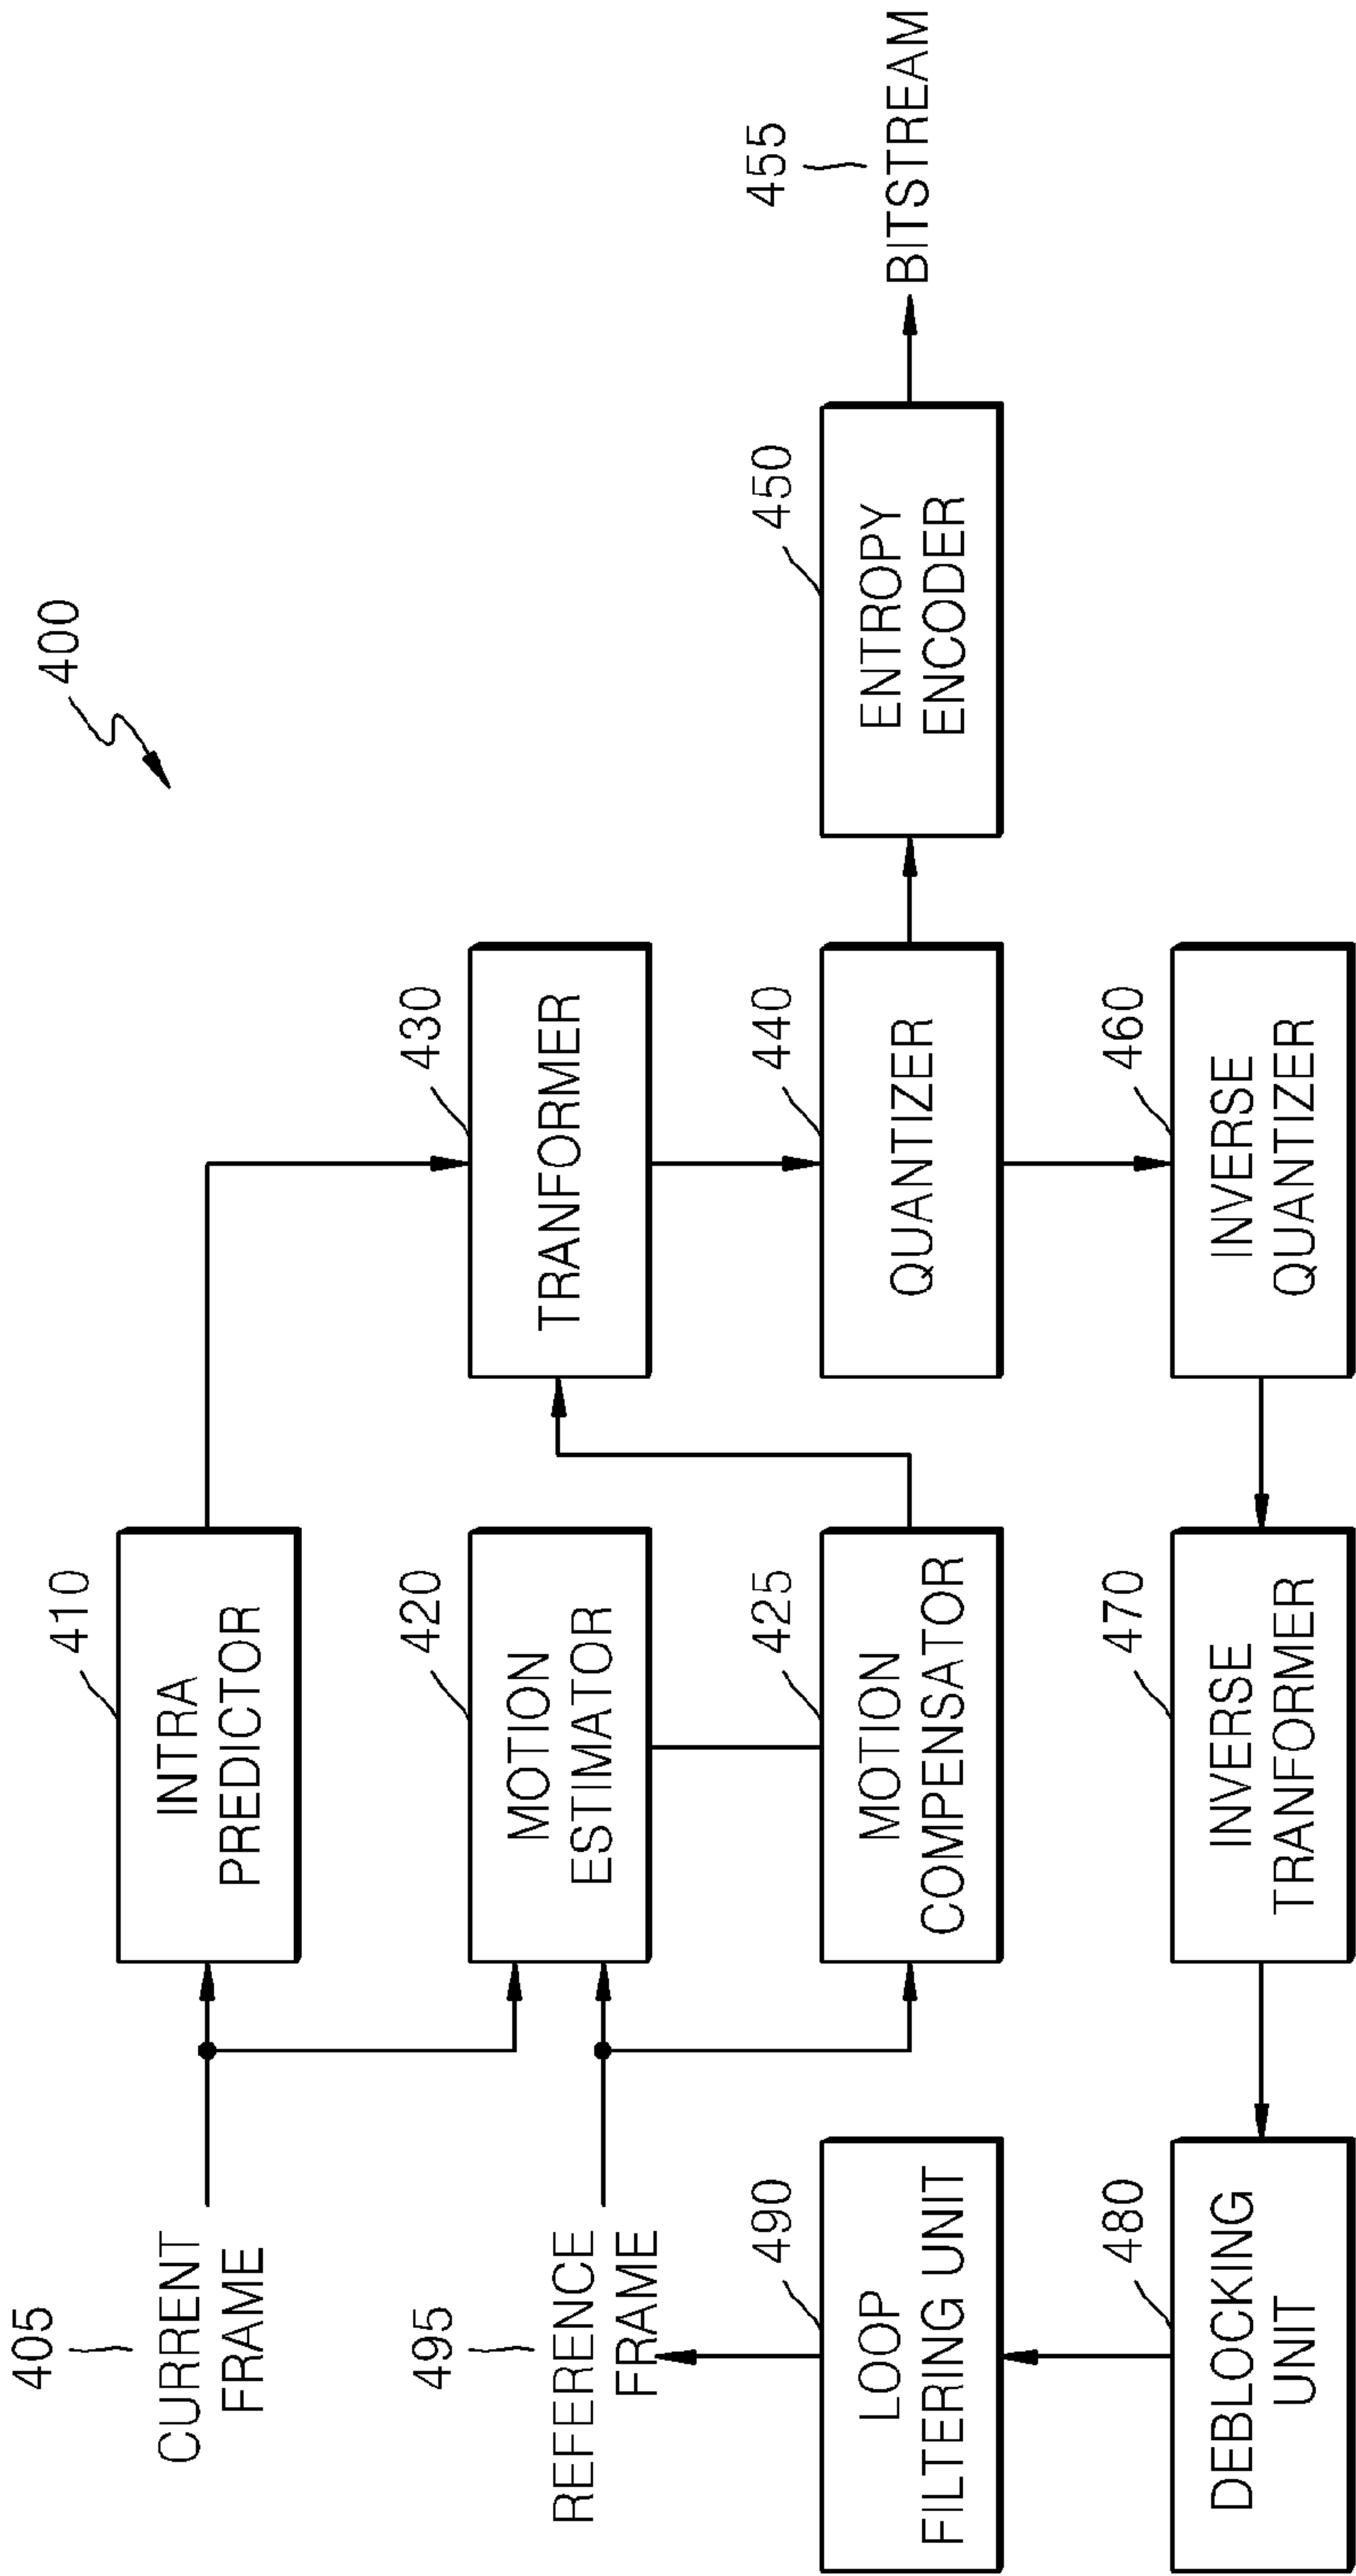 400
405
CURRENT
FRAME
410
INTRA
PREDICTOR
495
REFERENCE
FRAME
420
MOTION
ESTIMATOR
430
TRANFORMER
490
LOOP
FILTERING UNIT
425
MOTION
COMPENSATOR
440
QUANTIZER
450
ENTROPY
ENCODER
455
BITSTREAM
480
DEBLOCKING
UNIT
470
INVERSE
TRANFORMER
460
INVERSE
QUANTIZER